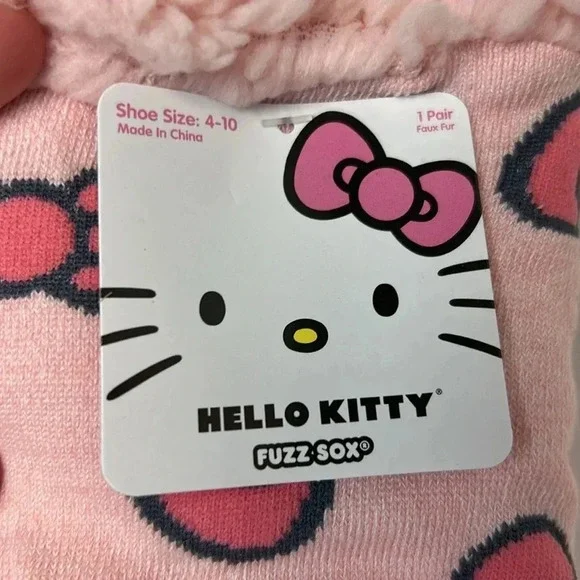 Shoe Size: 4-10
Made In China
1 Pair
Faux Fur
HELLO KITTY®
FUZZ·SOX®